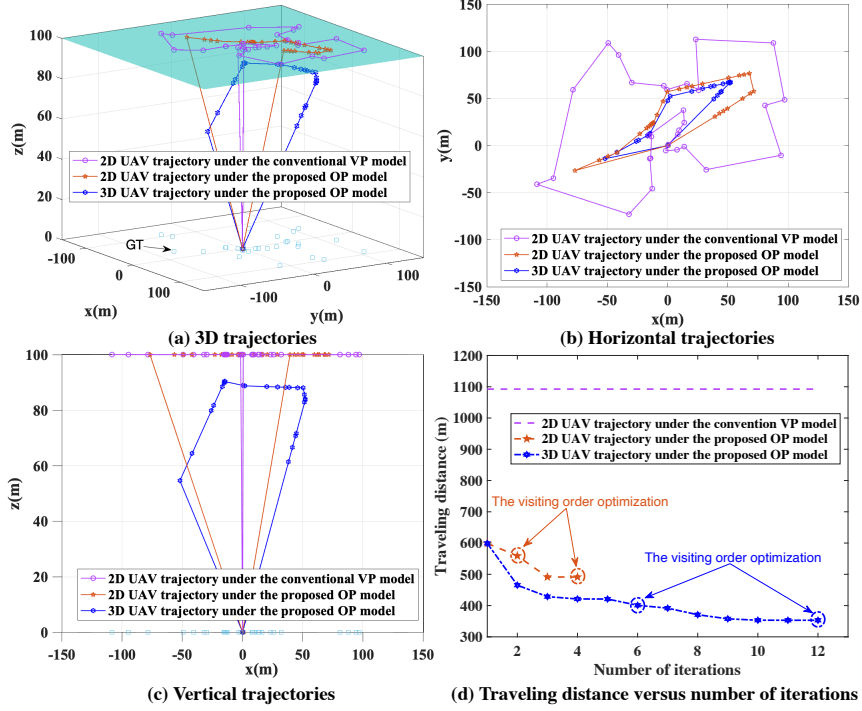 100
80
60
40
20
0
z(m)
2D UAV trajectory under the conventional VP model
2D UAV trajectory under the proposed OP model
3D UAV trajectory under the proposed OP model
GT
-100
0
100
x(m)
-100
0
100
y(m)
(a) 3D trajectories
150
100
50
0
-50
-100
-150
y(m)
2D UAV trajectory under the conventional VP model
2D UAV trajectory under the proposed OP model
3D UAV trajectory under the proposed OP model
-150
-100
-50
0
50
100
150
x(m)
(b) Horizontal trajectories
100
80
60
40
20
0
z(m)
2D UAV trajectory under the conventional VP model
2D UAV trajectory under the proposed OP model
3D UAV trajectory under the proposed OP model
-150
-100
-50
0
50
100
150
x(m)
(c) Vertical trajectories
1200
1100
1000
900
800
700
600
500
400
300
Traveling distance (m)
2D UAV trajectory under the convention VP model
2D UAV trajectory under the proposed OP model
3D UAV trajectory under the proposed OP model
The visiting order optimization
The visiting order optimization
2
4
6
8
10
12
Number of iterations
(d) Traveling distance versus number of iterations